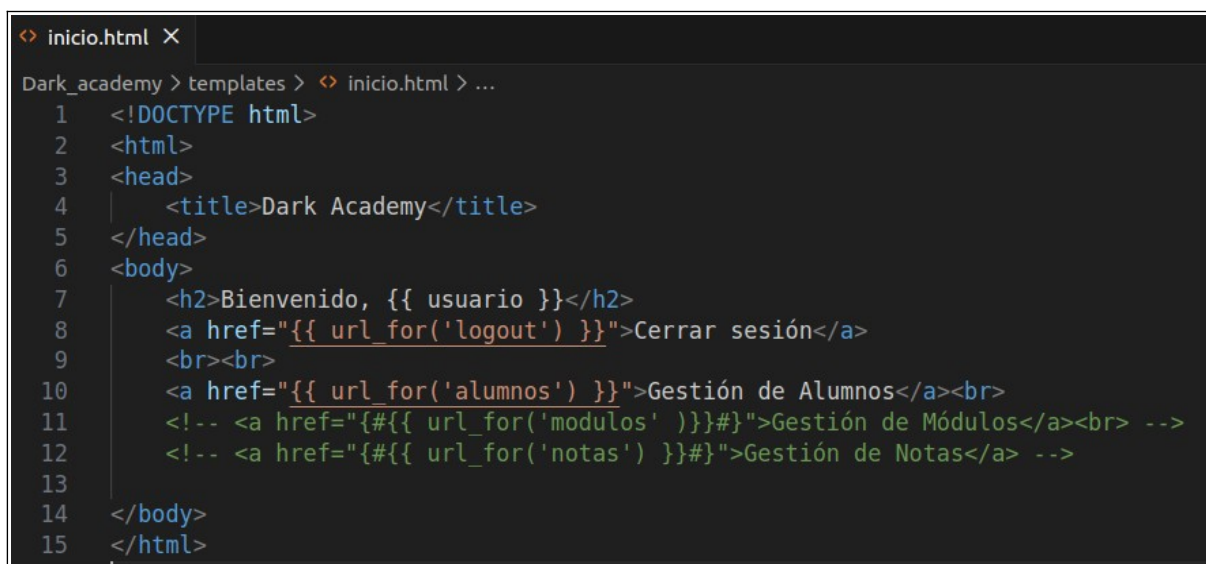 <> inicio.html ×
Dark_academy > templates > <> inicio.html > ...
1 <!DOCTYPE html>
2 <html>
3 <head>
4 <title>Dark Academy</title>
5 </head>
6 <body>
7 <h2>Bienvenido, {{ usuario }}</h2>
8 <a href="{{ url_for('logout') }}">Cerrar sesión</a>
9 <br><br>
10 <a href="{{ url_for('alumnos') }}">Gestión de Alumnos</a><br>
11 <!-- <a href="{#{{ url_for('modulos' )}}#}">Gestión de Módulos</a><br> -->
12 <!-- <a href="{#{{ url_for('notas') }}#}">Gestión de Notas</a> -->
13
14 </body>
15 </html>